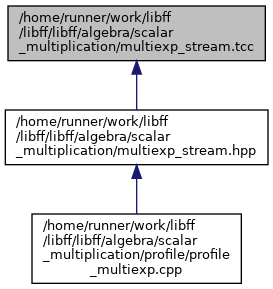 /home/runner/work/libff
/libff/libff/algebra/scalar
_multiplication/multiexp_stream.tcc
/home/runner/work/libff
/libff/libff/algebra/scalar
_multiplication/multiexp_stream.hpp
/home/runner/work/libff
/libff/libff/algebra/scalar
_multiplication/profile/profile
_multiexp.cpp